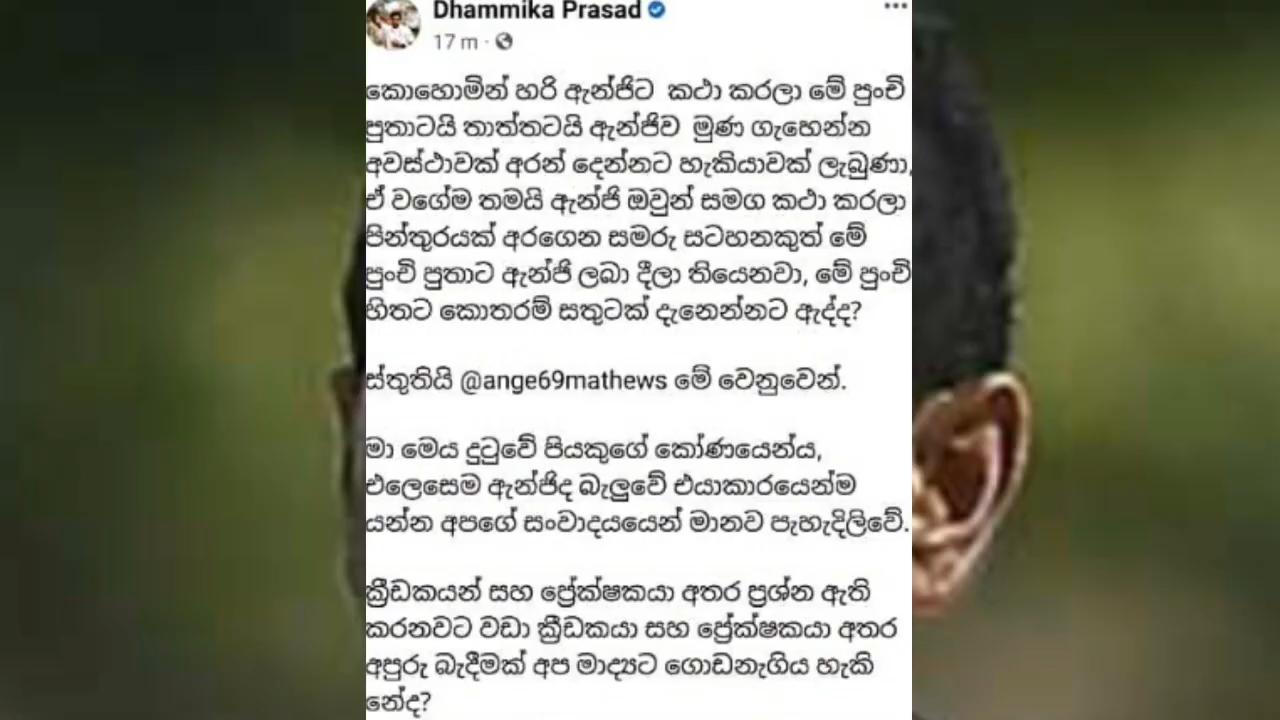 Dhammika Prasad
17 m ·
කොහොමින් හරි ඇන්ජිට කථා කරලා මේ පුංචි
පුතාටයි තාත්තටයි ඇන්ජිව මුණ ගැහෙන්න
අවස්ථාවක් අරන් දෙන්නට හැකියාවක් ලැබුණා,
ඒ වගේම තමයි ඇන්ජි ඔවුන් සමග කථා කරලා
පින්තූරයක් අරගෙන සමරු සටහනකුත් මේ
පුංචි පුතාට ඇන්ජි ලබා දීලා තියෙනවා, මේ පුංචි
හිතට කොතරම් සතුටක් දැනෙන්නට ඇද්ද?
ස්තූතියි @ange69mathews මේ වෙනුවෙන්.
මා මෙය දුටුවේ පියකුගේ කෝණයෙන්ය,
එලෙසෙම ඇන්ජිද බැලුවේ එයාකාරයෙන්ම
යන්න අපගේ සංවාදයයෙන් මානව පැහැදිලිවේ.
ක්‍රීඩකයන් සහ ප්‍රේක්ෂකයා අතර ප්‍රශ්න ඇති
කරනවට වඩා ක්‍රීඩකයා සහ ප්‍රේක්ෂකයා අතර
අපුරු බැදීමක් අප මාද්‍යට ගොඩනැගිය හැකි
නේද?